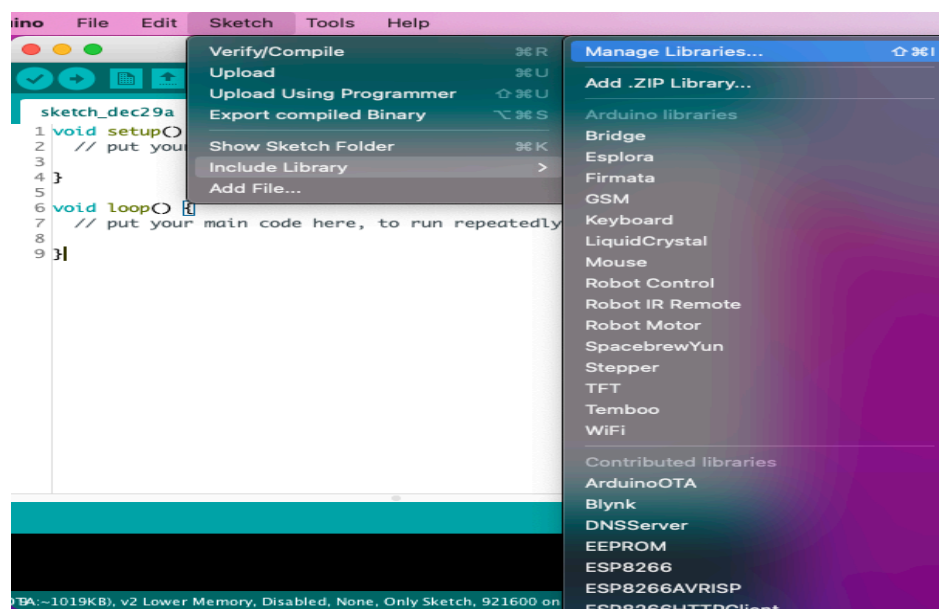 ino File Edit Sketch Tools Help
Verify/Compile ⌘R
Upload ⌘U
Upload Using Programmer ⇧⌘U
Export compiled Binary ⌥⌘S
Show Sketch Folder ⌘K
Include Library >
Add File...
sketch_dec29a
1 void setup()
2 // put you
3
4 }
5
6 void loop() {
7 // put your main code here, to run repeatedly
8
9 }
Manage Libraries... ⇧⌘I
Add .ZIP Library...
Arduino libraries
Bridge
Esplora
Firmata
GSM
Keyboard
LiquidCrystal
Mouse
Robot Control
Robot IR Remote
Robot Motor
SpacebrewYun
Stepper
TFT
Temboo
WiFi
Contributed libraries
ArduinoOTA
Blynk
DNSServer
EEPROM
ESP8266
ESP8266AVRISP
ESP8266HTTPClient
:~1019KB), v2 Lower Memory, Disabled, None, Only Sketch, 921600 on